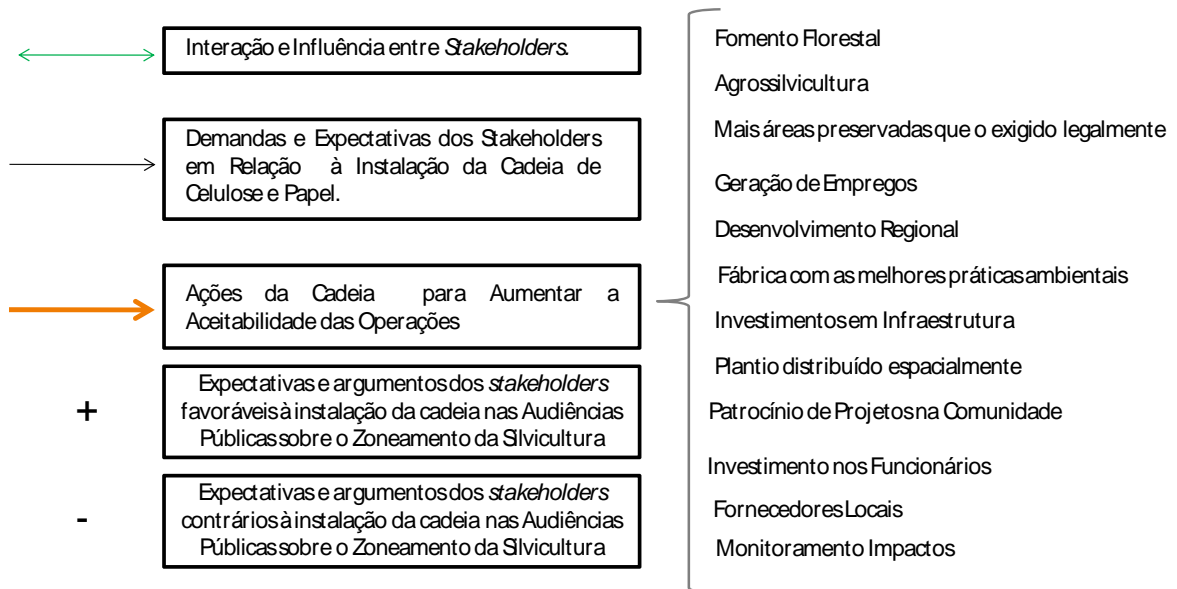 Interação e Influência entre Stakeholders.
Demandas e Expectativas dos Stakeholders
em Relação à Instalação da Cadeia de
Celulose e Papel.
Ações da Cadeia para Aumentar a
Aceitabilidade das Operações
+
Expectativas e argumentos dos stakeholders
favoráveis à instalação da cadeia nas Audiências
Públicas sobre o Zoneamento da Silvicultura
-
Expectativas e argumentos dos stakeholders
contrários à instalação da cadeia nas Audiências
Públicas sobre o Zoneamento da Silvicultura
Fomento Florestal
Agrossilvicultura
Mais áreas preservadas que o exigido legalmente
Geração de Empregos
Desenvolvimento Regional
Fábrica com as melhores práticas ambientais
Investimentos em Infraestrutura
Plantio distribuído espacialmente
Patrocínio de Projetos na Comunidade
Investimento nos Funcionários
Fornecedores Locais
Monitoramento Impactos